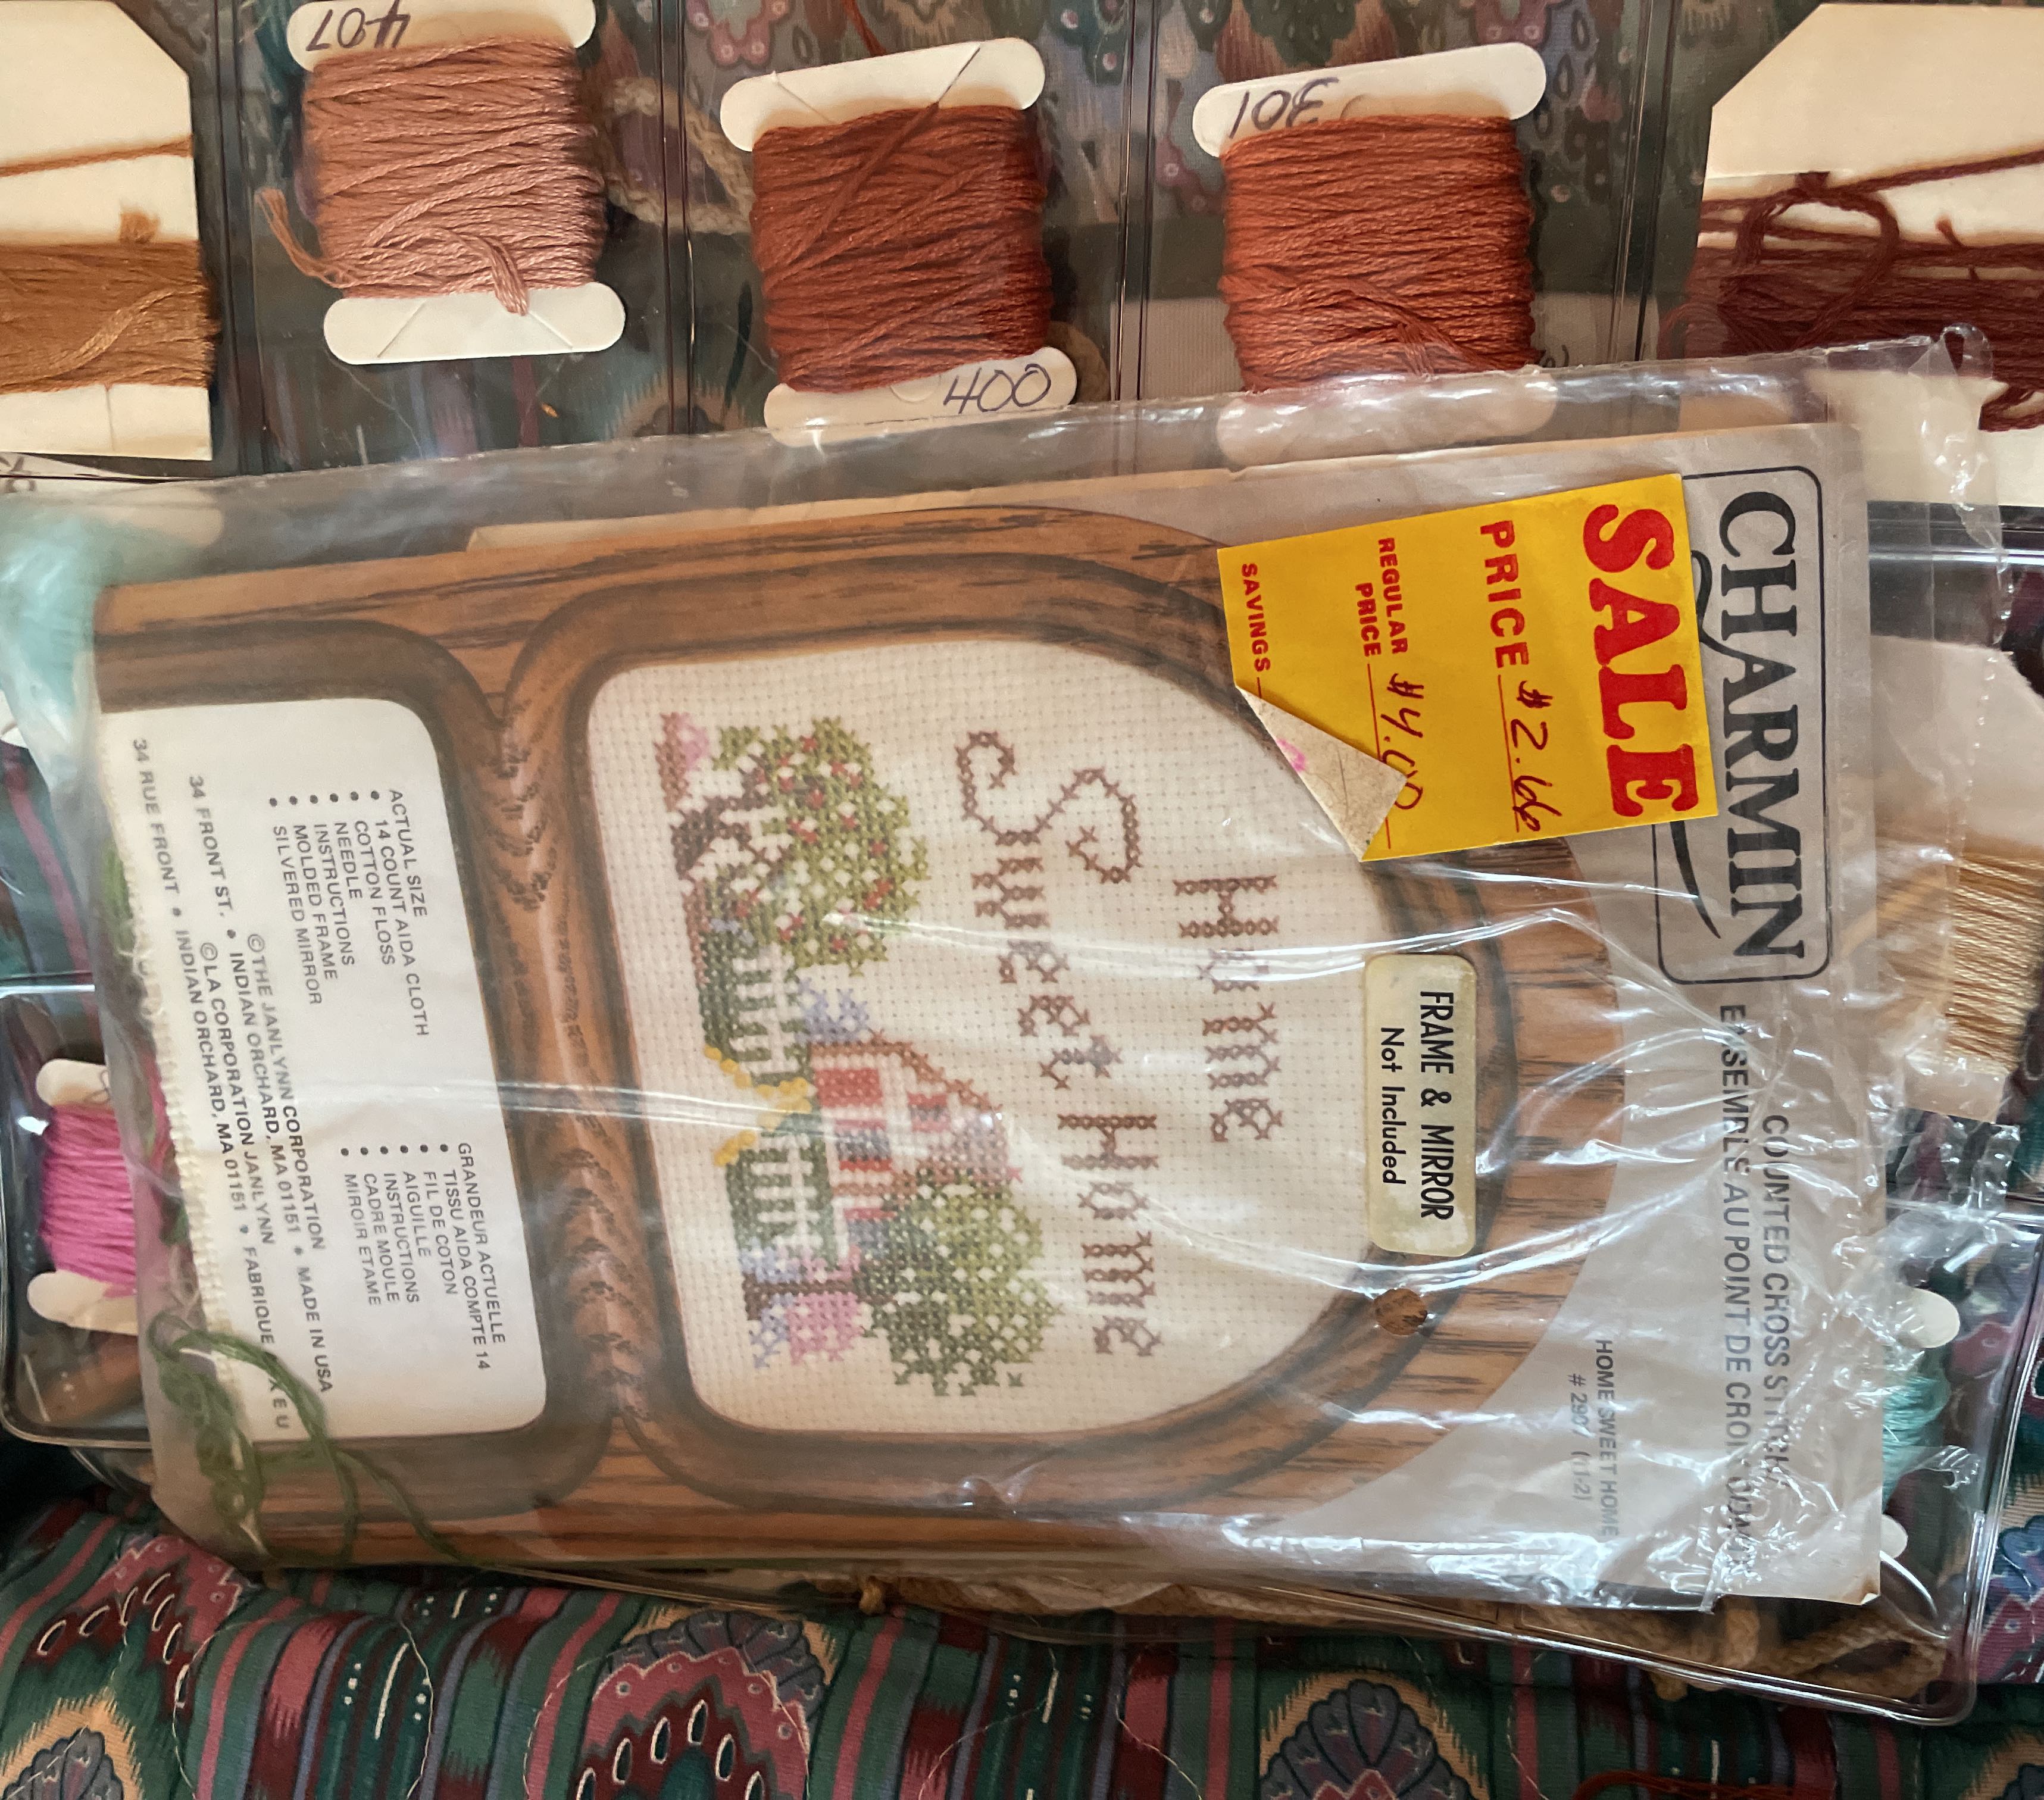 407
400
301
CHARMIN
COUNTED CROSS STITCH
ENSEMBLE AU POINT DE CROIX
SALE
PRICE $2.66
REGULAR
PRICE $4.00
SAVINGS
HOME SWEET HOME
#2907
FRAME & MIRROR
Not Included
Home
Sweet Home
ACTUAL SIZE
• 14 COUNT AIDA CLOTH
• COTTON FLOSS
• NEEDLE
• INSTRUCTIONS
• MOLDED FRAME
• SILVERED MIRROR
GRANDEUR ACTUELLE
• TISSU AIDA COMPTE 14
• FIL DE COTON
• AIGUILLE
• INSTRUCTIONS
• CADRE MOULE
• MIROIR ETAME
©THE JANLYNN CORPORATION
34 FRONT ST. • INDIAN ORCHARD, MA 01151 • MADE IN USA
©LA CORPORATION JANLYNN
34 RUE FRONT • INDIAN ORCHARD, MA 01151 • FABRIQUE E U